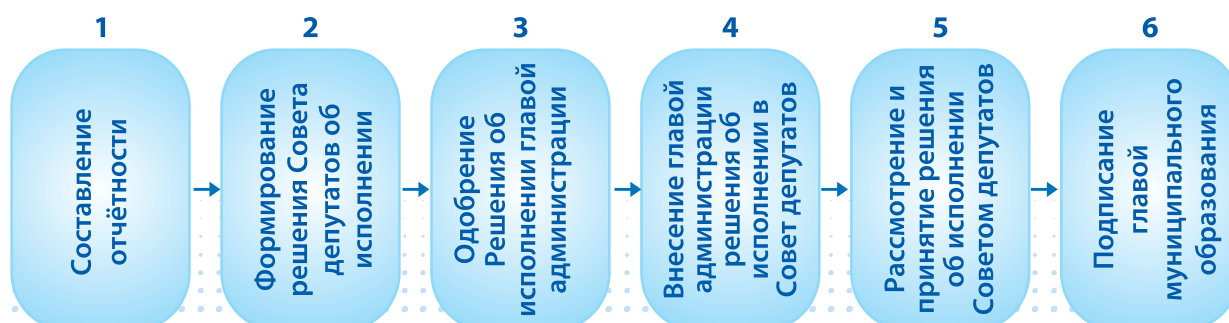 1
Составление
отчётности
2
Формирование
решения Совета
депутатов об
исполнении
3
Одобрение
Решения об
исполнении главой
администрации
4
Внесение главой
администрации
решения об
исполнении в
Совет депутатов
5
Рассмотрение и
принятие решения
об исполнении
Советом депутатов
6
Подписание
главой
муниципального
образования